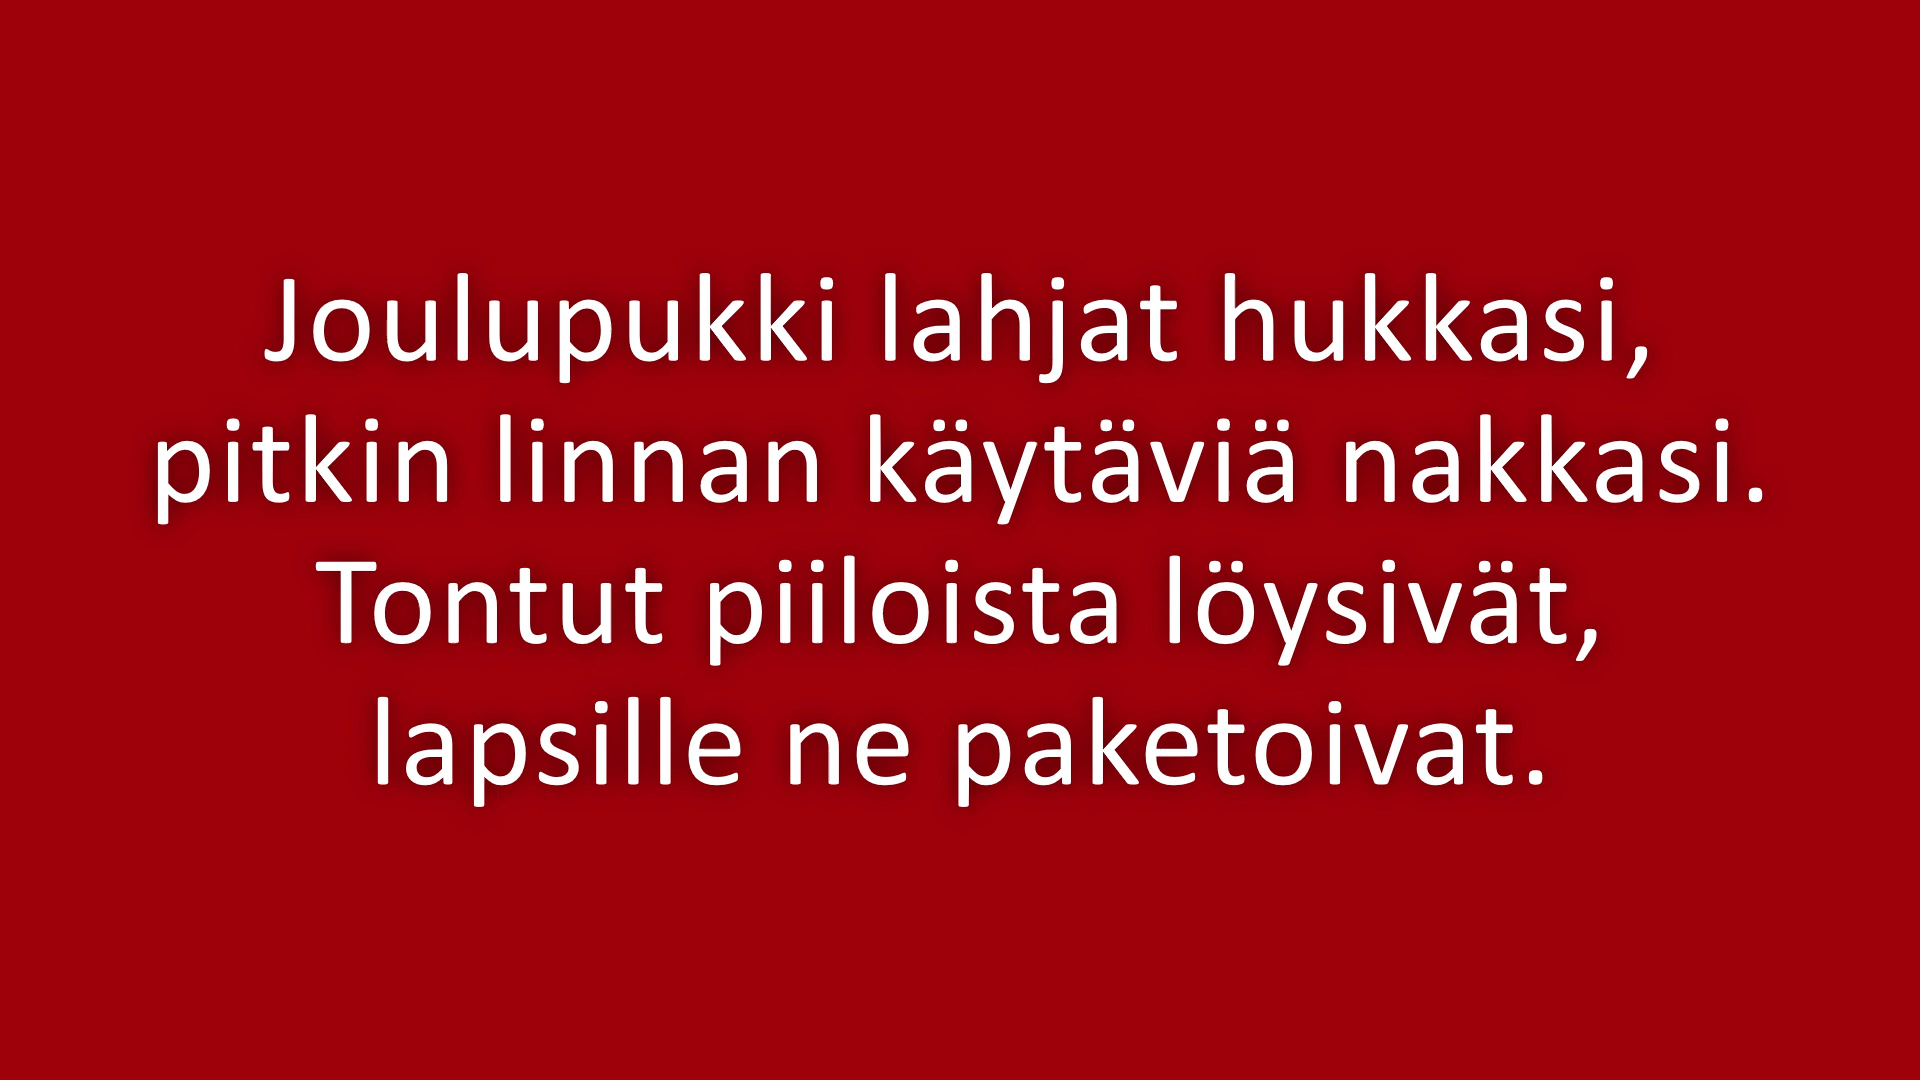 Joulupukki lahjat hukkasi,
pitkin linnan käytäviä nakkasi.
Tontut piiloista löysivät,
lapsille ne paketoivat.